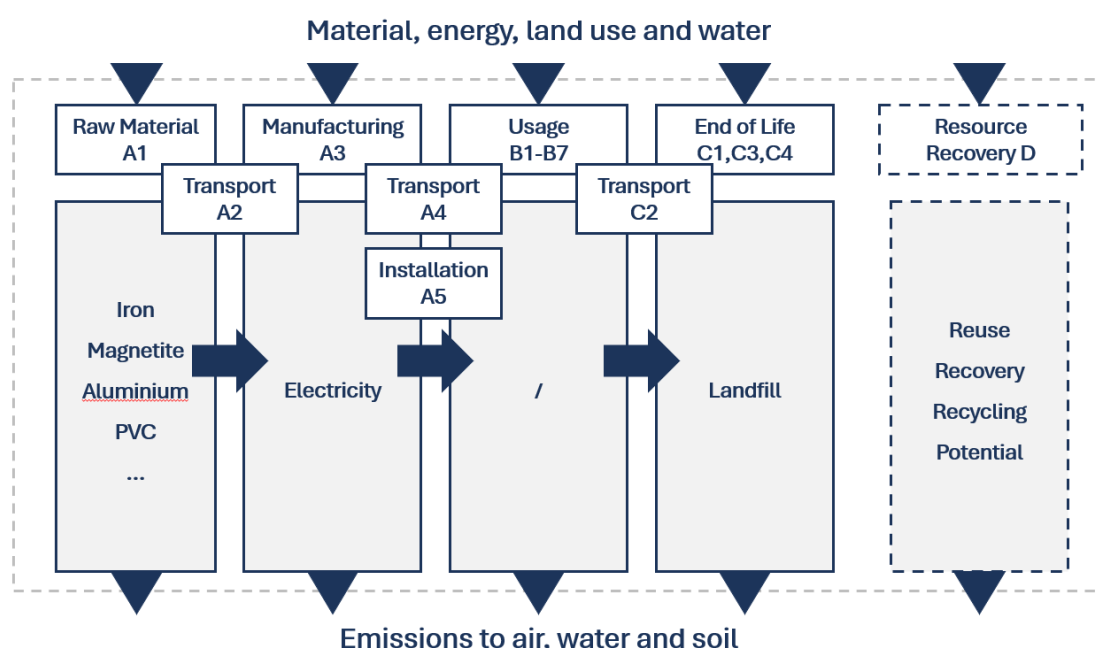 Material, energy, land use and water
Raw Material
A1
Manufacturing
A3
Usage
B1-B7
End of Life
C1,C3,C4
Resource
Recovery D
Transport
A2
Transport
A4
Transport
C2
Installation
A5
Iron
Magnetite
Aluminium
PVC
...
Electricity
/
Landfill
Reuse
Recovery
Recycling
Potential
Emissions to air, water and soil